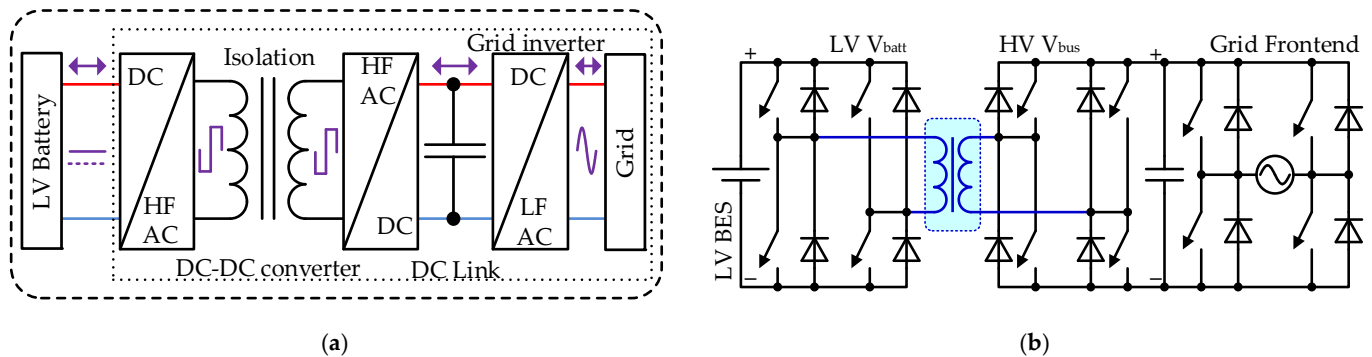 Isolation
Grid inverter
LV Battery
DC
HF
AC
HF
AC
DC
DC
LF
AC
Grid
DC-DC converter
DC Link
(a)
LV Vbatt
HV Vbus
Grid Frontend
+
+
LV BES
−
−
(b)